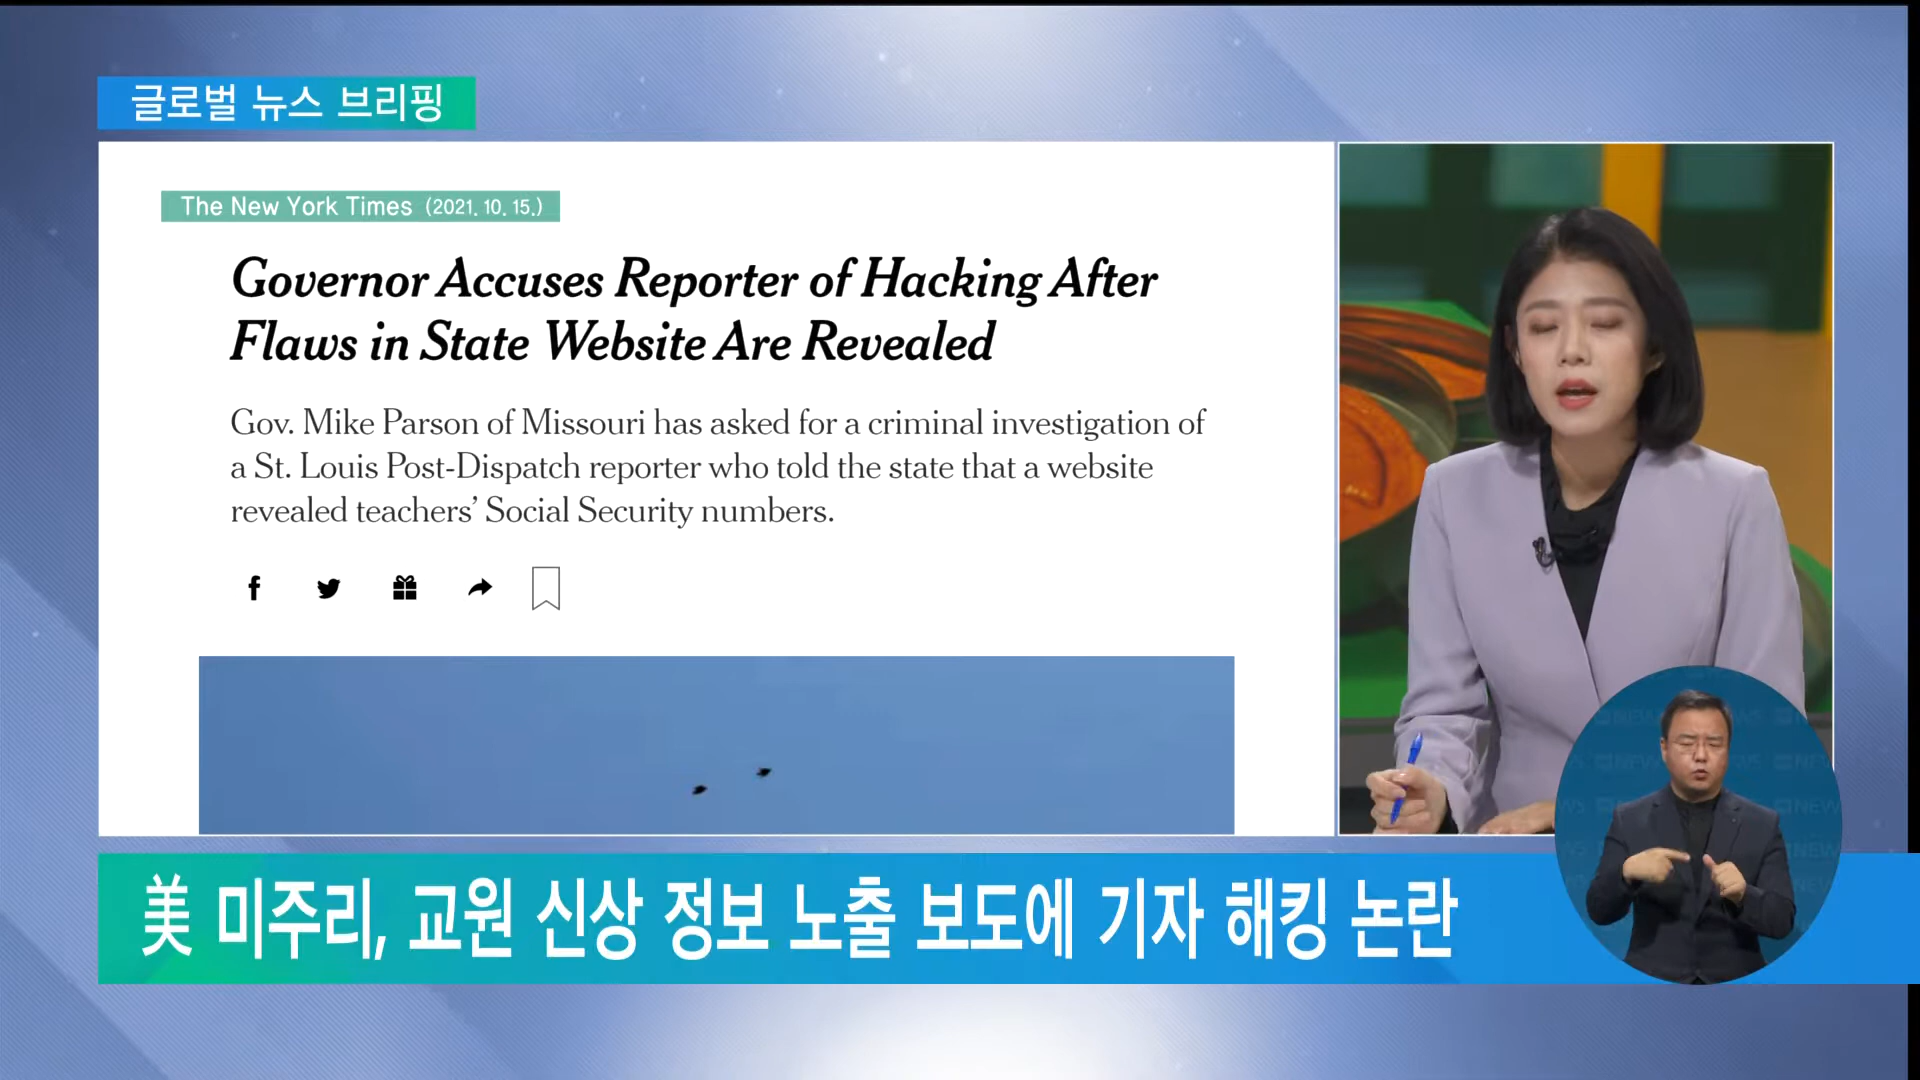 글로벌 뉴스 브리핑
The New York Times (2021. 10. 15.)
Governor Accuses Reporter of Hacking After
Flaws in State Website Are Revealed
Gov. Mike Parson of Missouri has asked for a criminal investigation of
a St. Louis Post-Dispatch reporter who told the state that a website
revealed teachers’ Social Security numbers.
美 미주리, 교원 신상 정보 노출 보도에 기자 해킹 논란